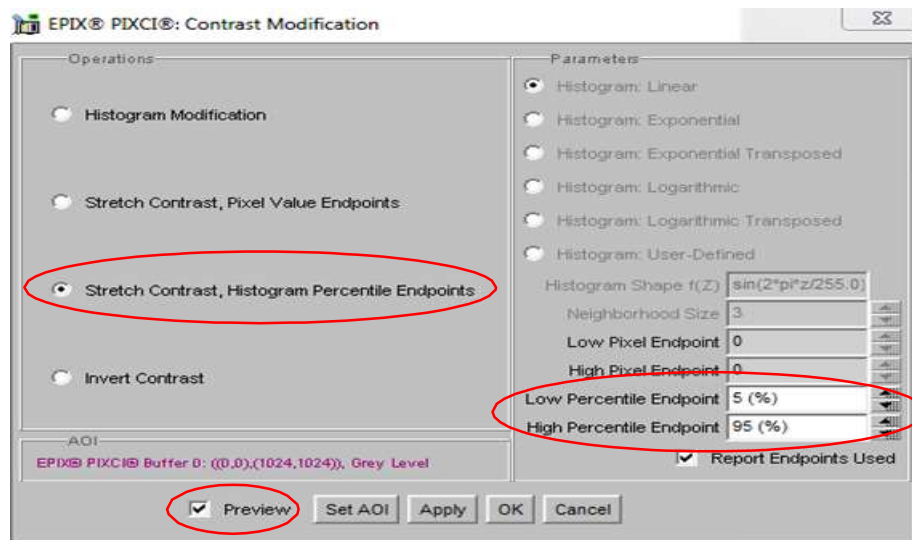 EPIX® PIXCI®: Contrast Modification
Operations
Histogram Modification
Stretch Contrast, Pixel Value Endpoints
Stretch Contrast, Histogram Percentile Endpoints
Invert Contrast
AOI
EPIX® PIXCI® Buffer 0: ((0,0),(1024,1024)), Grey Level
Parameters
Histogram: Linear
Histogram: Exponential
Histogram: Exponential Transposed
Histogram: Logarithmic
Histogram: Logarithmic Transposed
Histogram: User-Defined
Histogram Shape f(Z) sin(2*pi*z/255.0)
Neighborhood Size 3
Low Pixel Endpoint 0
High Pixel Endpoint 0
Low Percentile Endpoint 5 (%)
High Percentile Endpoint 95 (%)
Report Endpoints Used
Preview Set AOI Apply OK Cancel